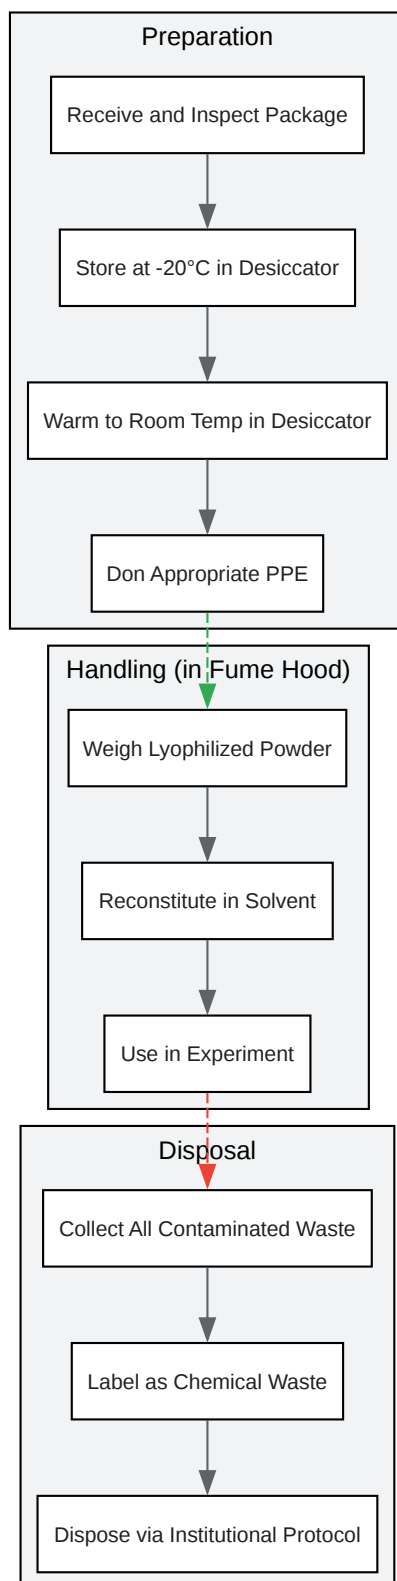 Preparation
Receive and Inspect Package
Store at -20°C in Desiccator
Warm to Room Temp in Desiccator
Don Appropriate PPE
Handling (in Fume Hood)
Weigh Lyophilized Powder
Reconstitute in Solvent
Use in Experiment
Disposal
Collect All Contaminated Waste
Label as Chemical Waste
Dispose via Institutional Protocol